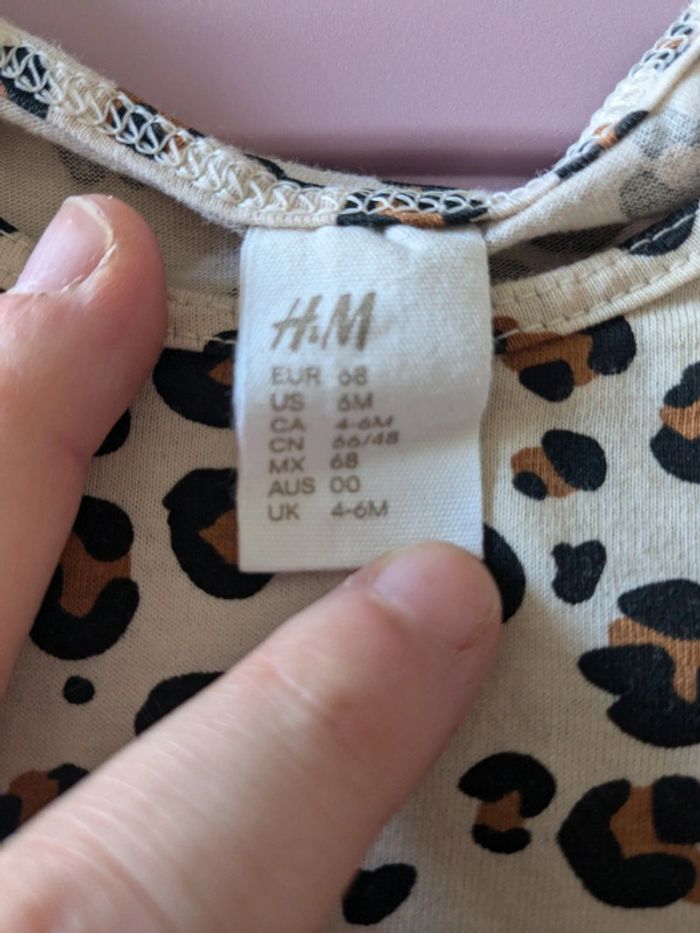 H&M
EUR 68
US 6M
CA 4-6M
CN 66/48
MX 68
AUS 00
UK 4-6M